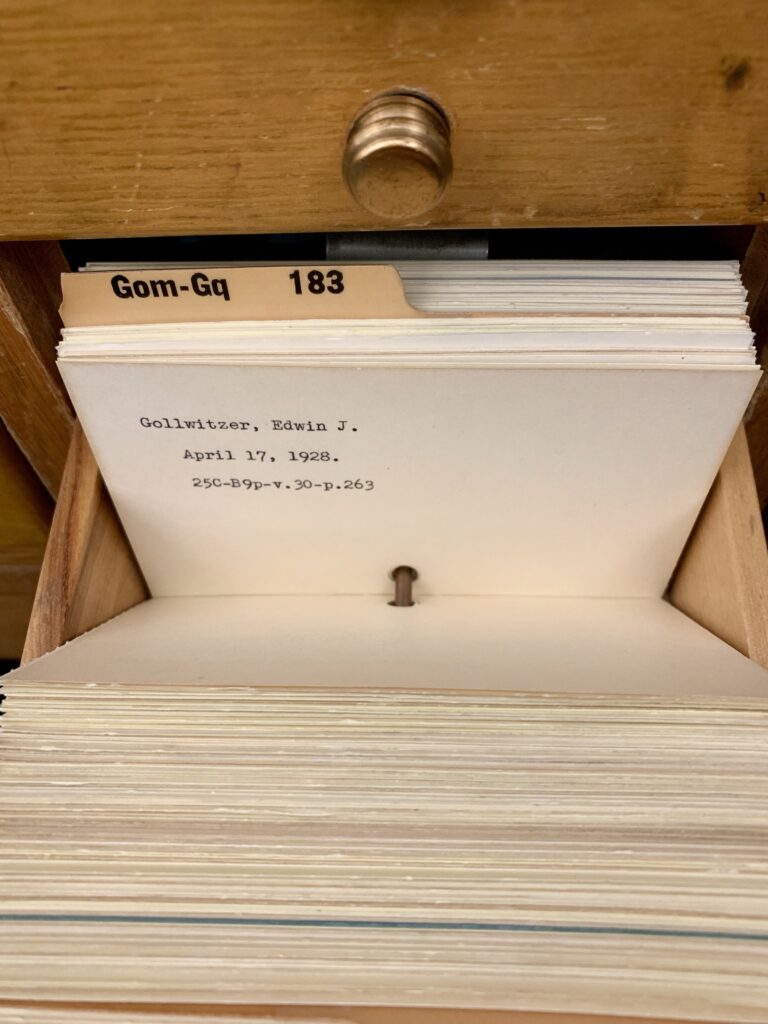 Gom-Gq 183
Gollwitzer, Edwin J.
April 17, 1928.
25C-B9p-v.30-p.263